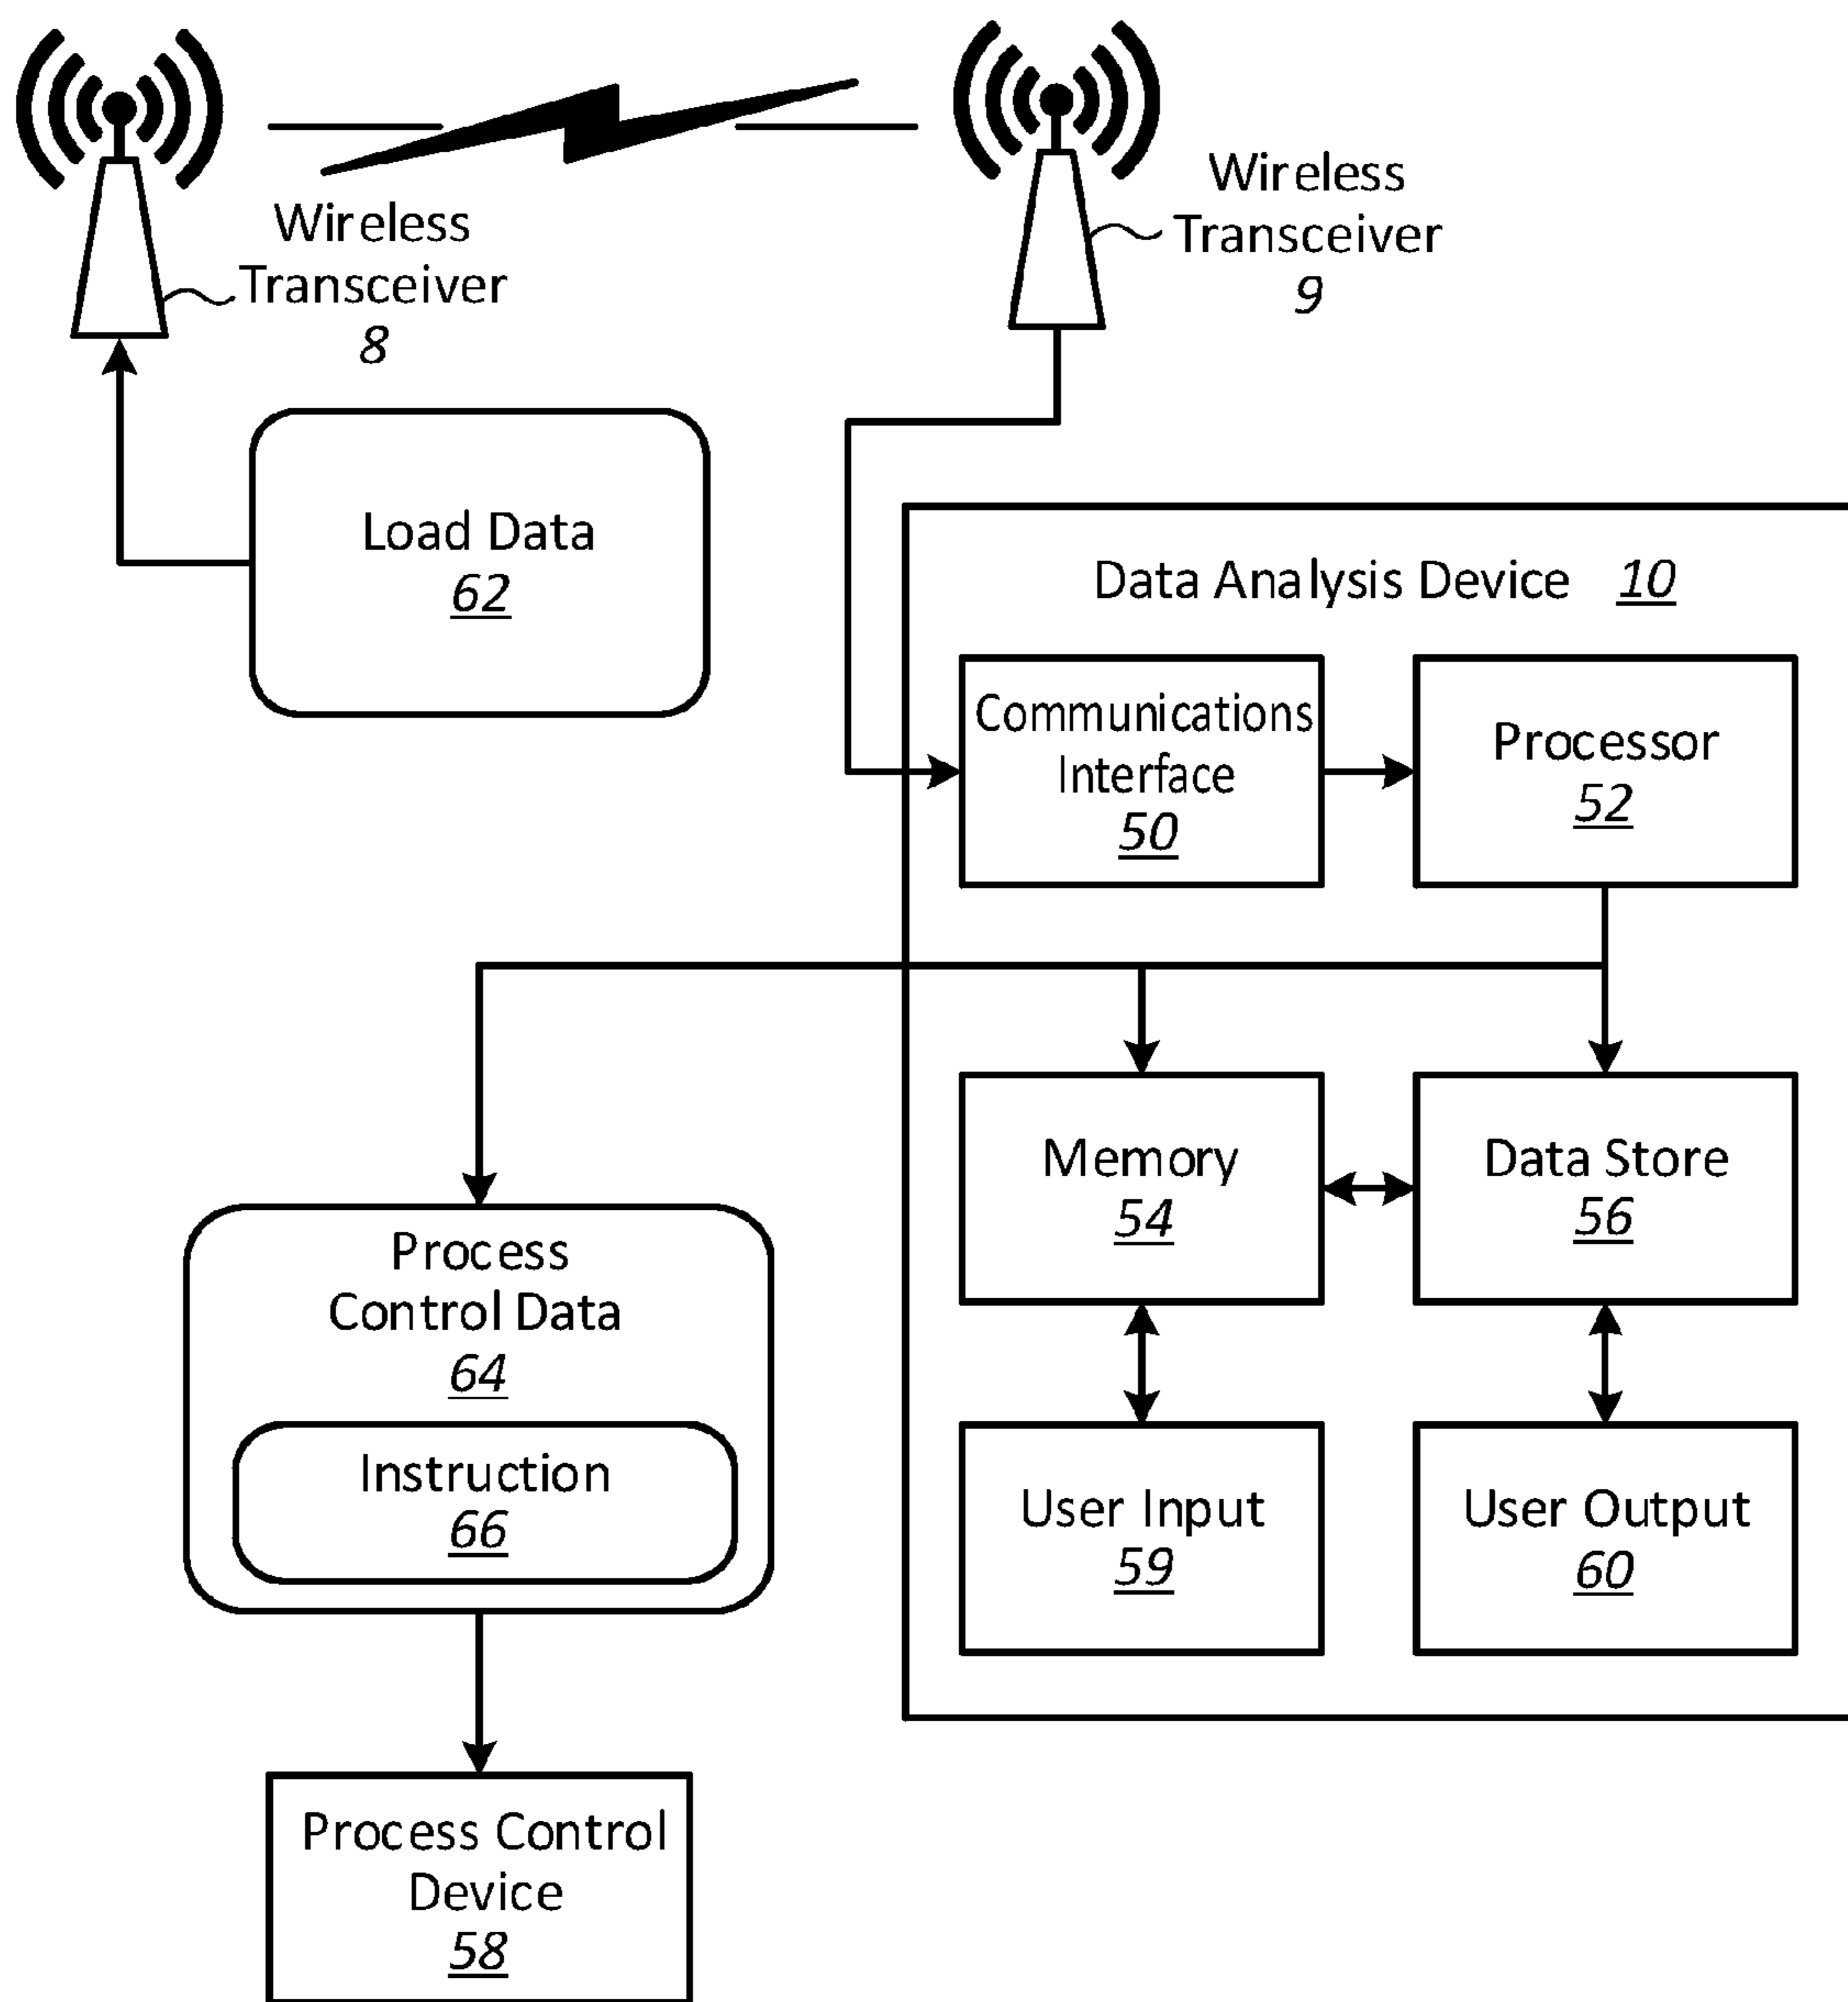 Wireless
Transceiver
8
Wireless
Transceiver
9
Load Data
62
Data Analysis Device 10
Communications
Interface
50
Processor
52
Memory
54
Data Store
56
Process
Control Data
64
Instruction
66
User Input
59
User Output
60
Process Control
Device
58